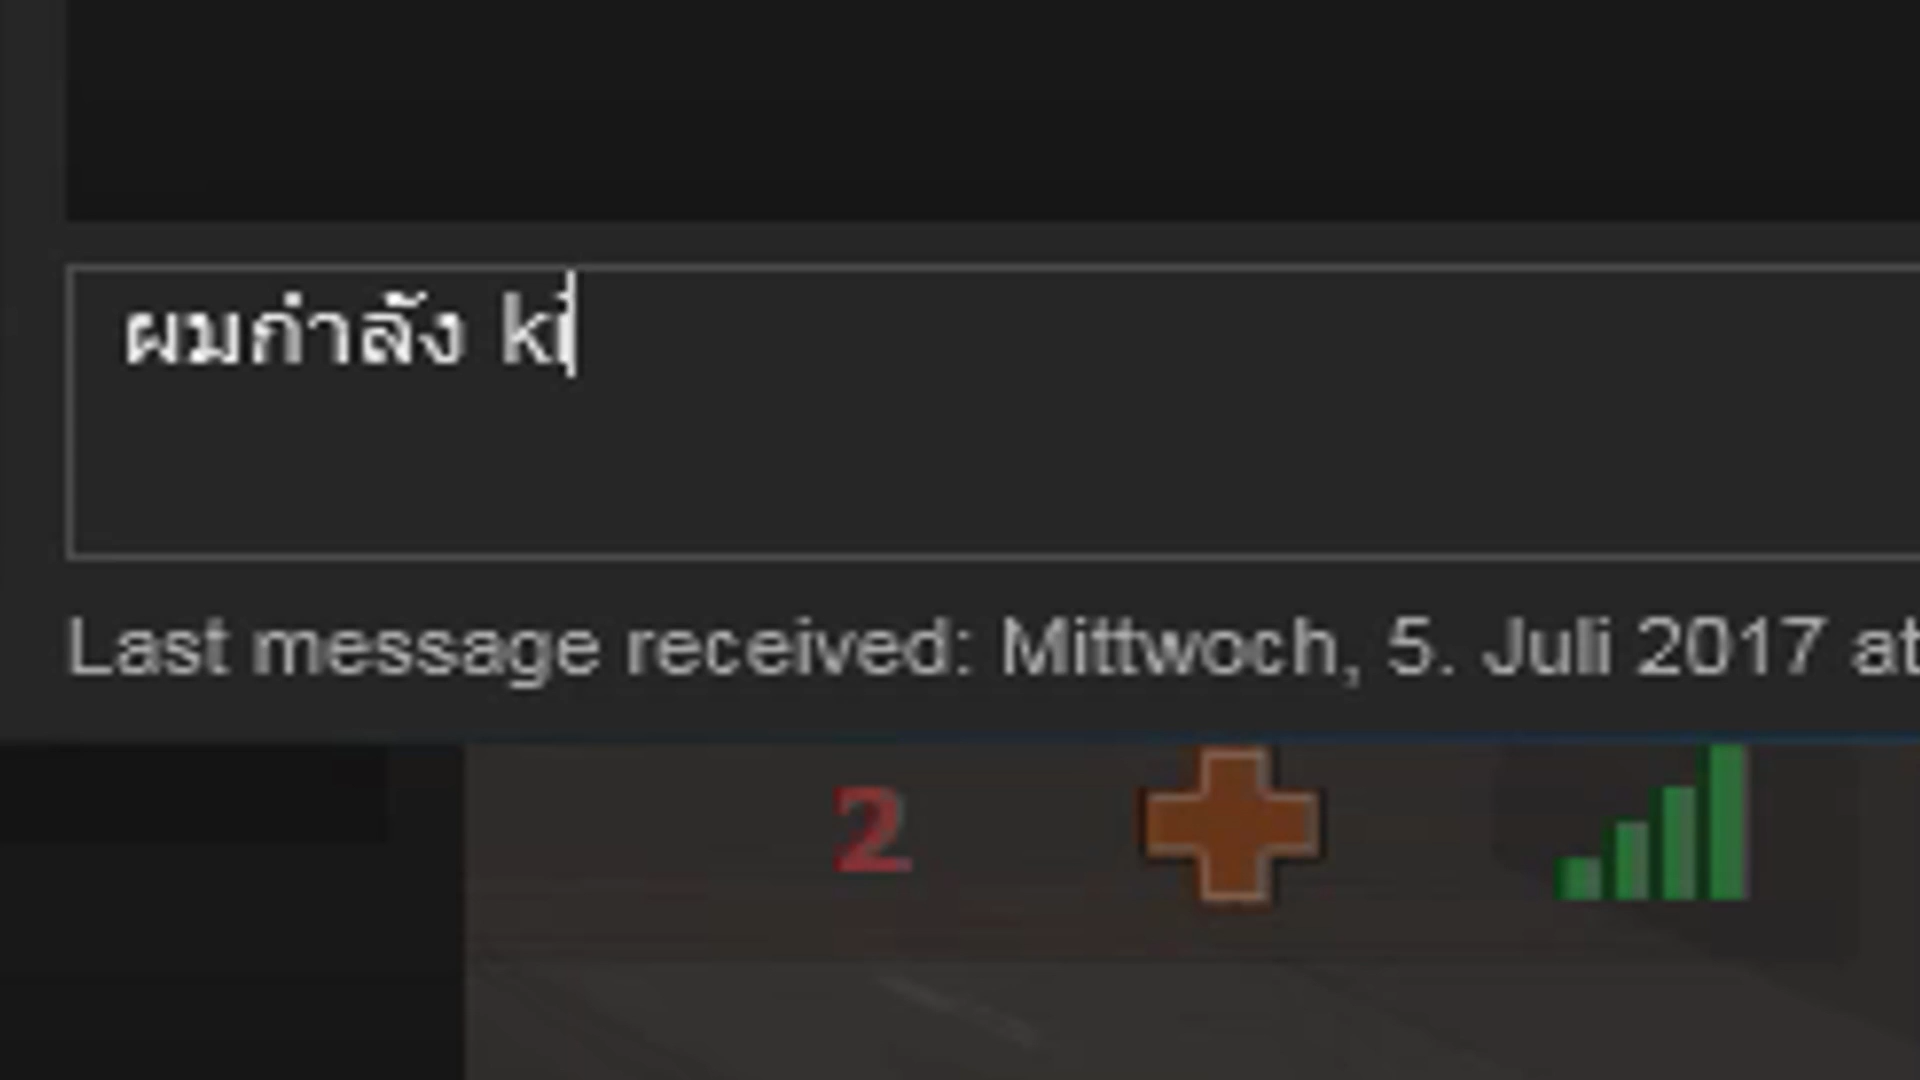 ผมกำลัง ki
Last message received: Mittwoch, 5. Juli 2017 at
2